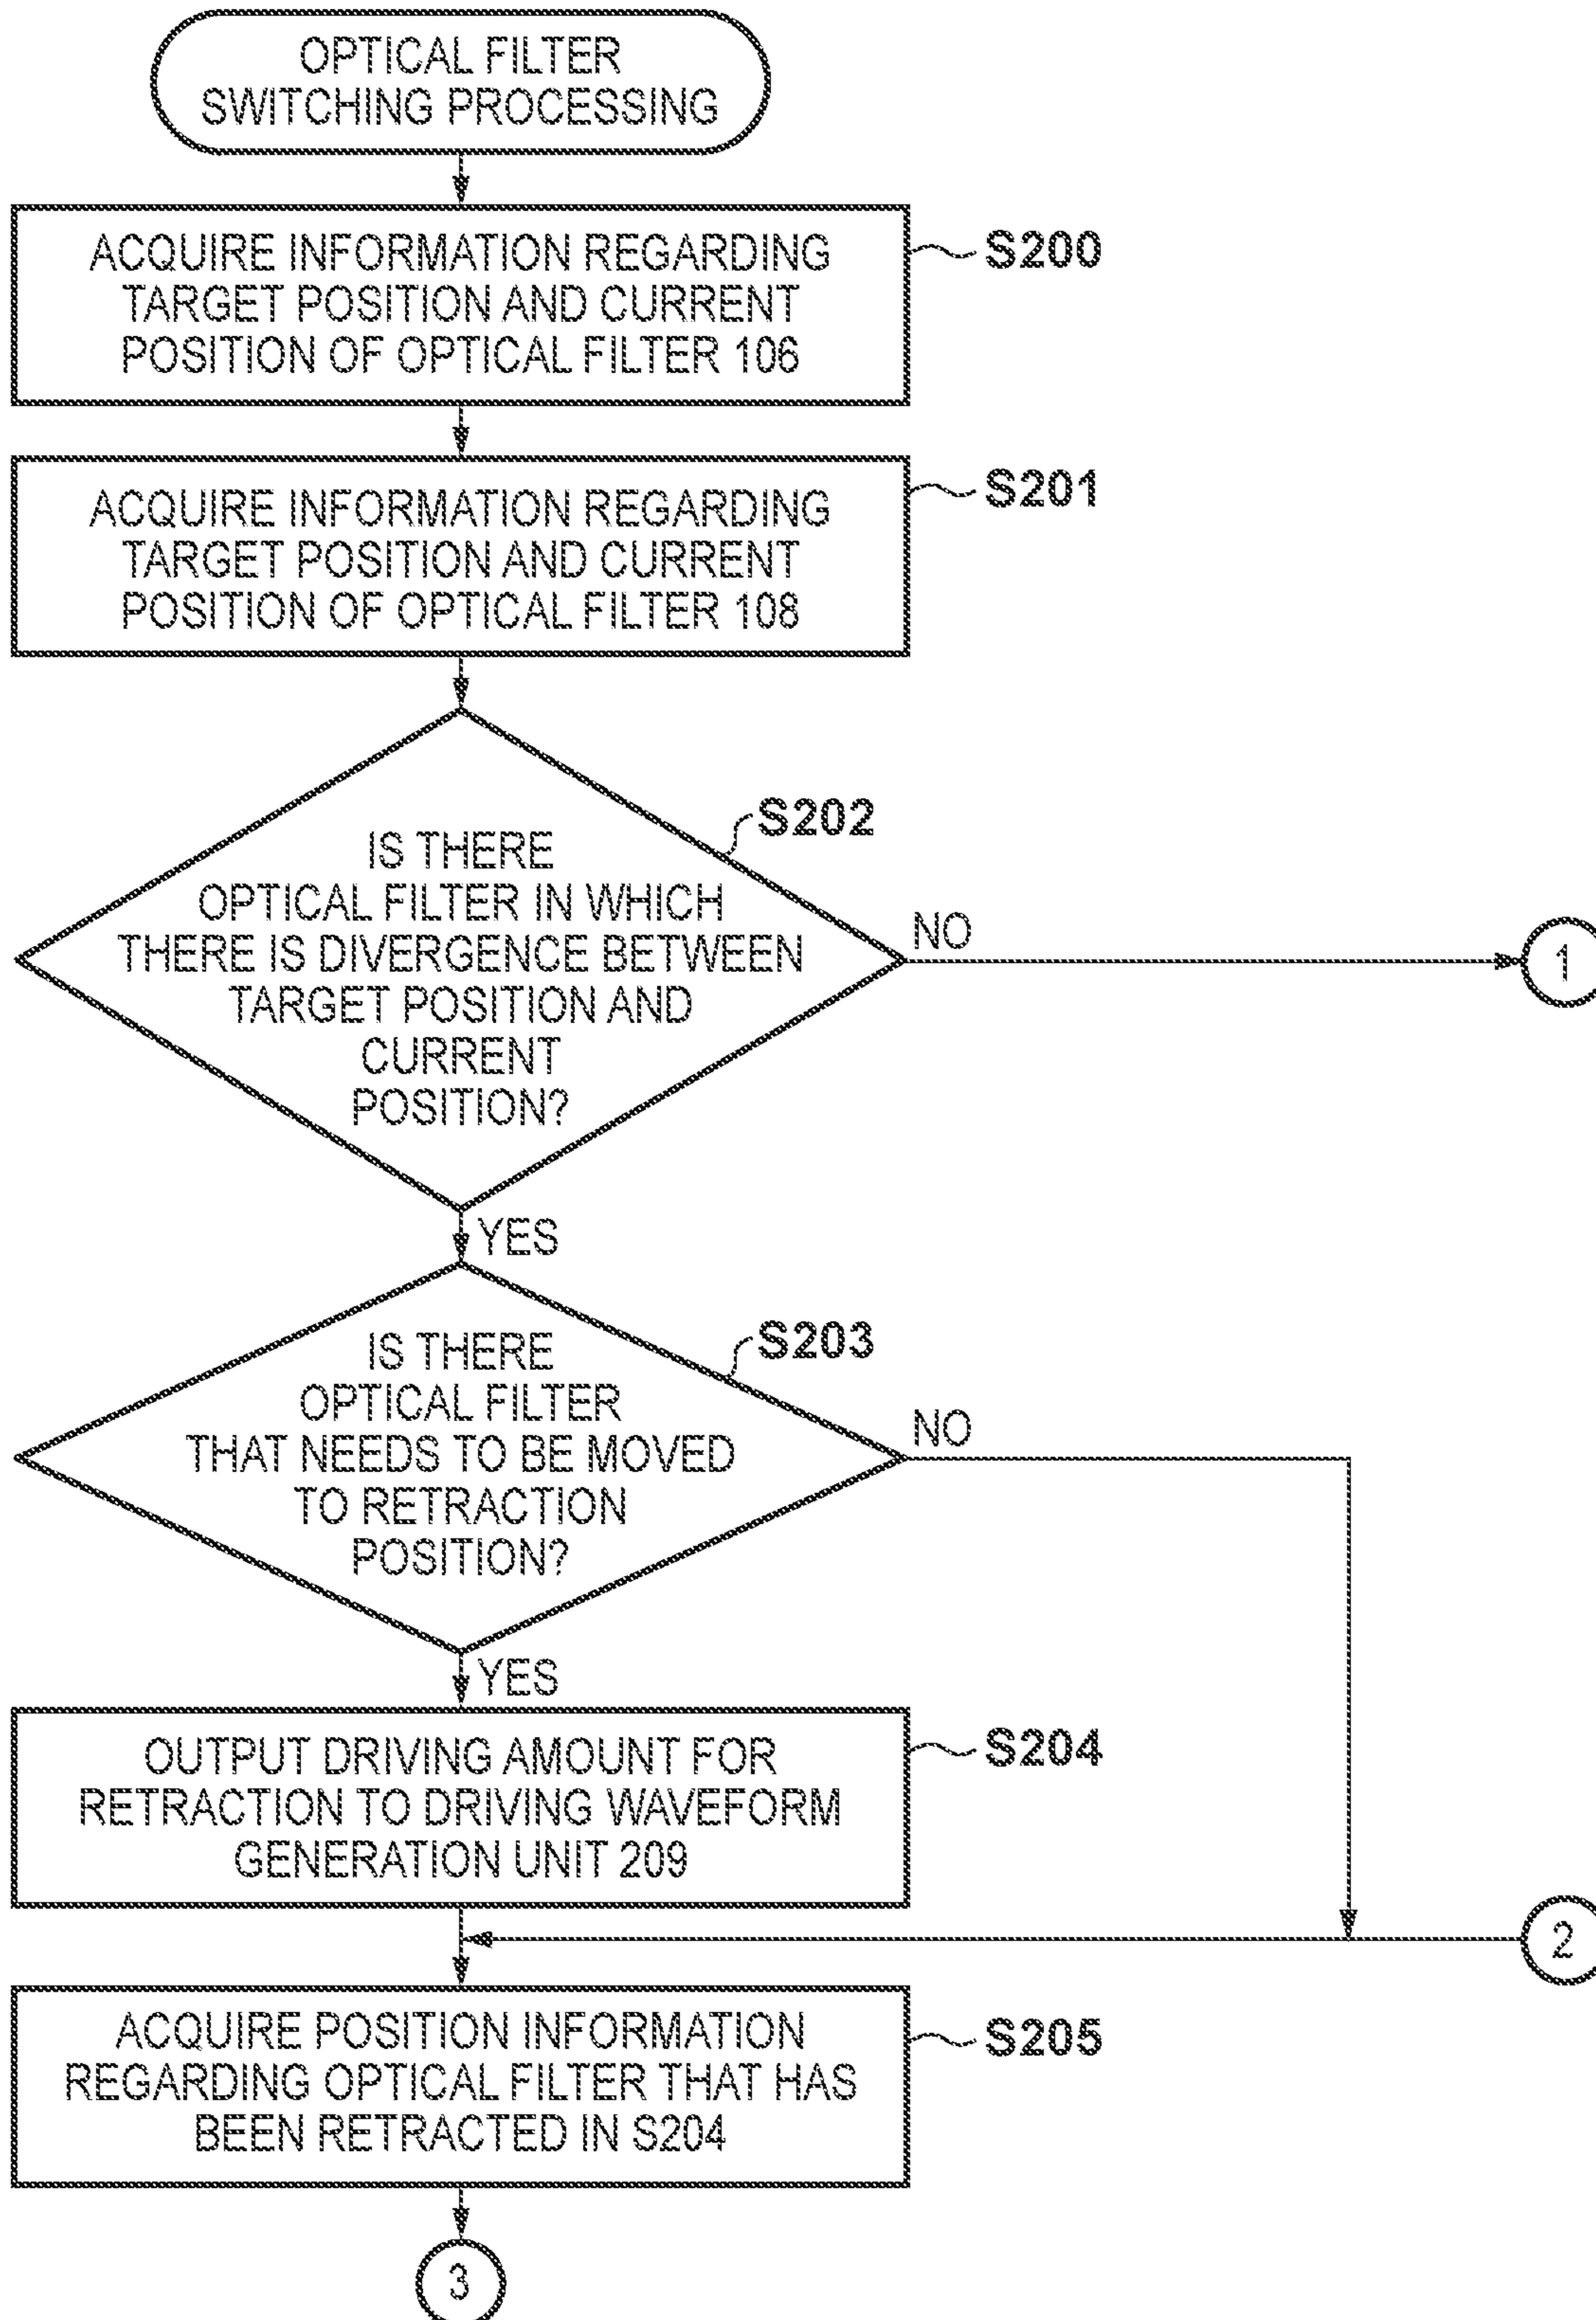 OPTICAL FILTER
SWITCHING PROCESSING
ACQUIRE INFORMATION REGARDING
TARGET POSITION AND CURRENT
POSITION OF OPTICAL FILTER 106
S200
ACQUIRE INFORMATION REGARDING
TARGET POSITION AND CURRENT
POSITION OF OPTICAL FILTER 108
S201
S202
IS THERE
OPTICAL FILTER IN WHICH
THERE IS DIVERGENCE BETWEEN
TARGET POSITION AND
CURRENT
POSITION?
NO
1
YES
S203
IS THERE
OPTICAL FILTER
THAT NEEDS TO BE MOVED
TO RETRACTION
POSITION?
NO
YES
OUTPUT DRIVING AMOUNT FOR
RETRACTION TO DRIVING WAVEFORM
GENERATION UNIT 209
S204
2
ACQUIRE POSITION INFORMATION
REGARDING OPTICAL FILTER THAT HAS
BEEN RETRACTED IN S204
S205
3